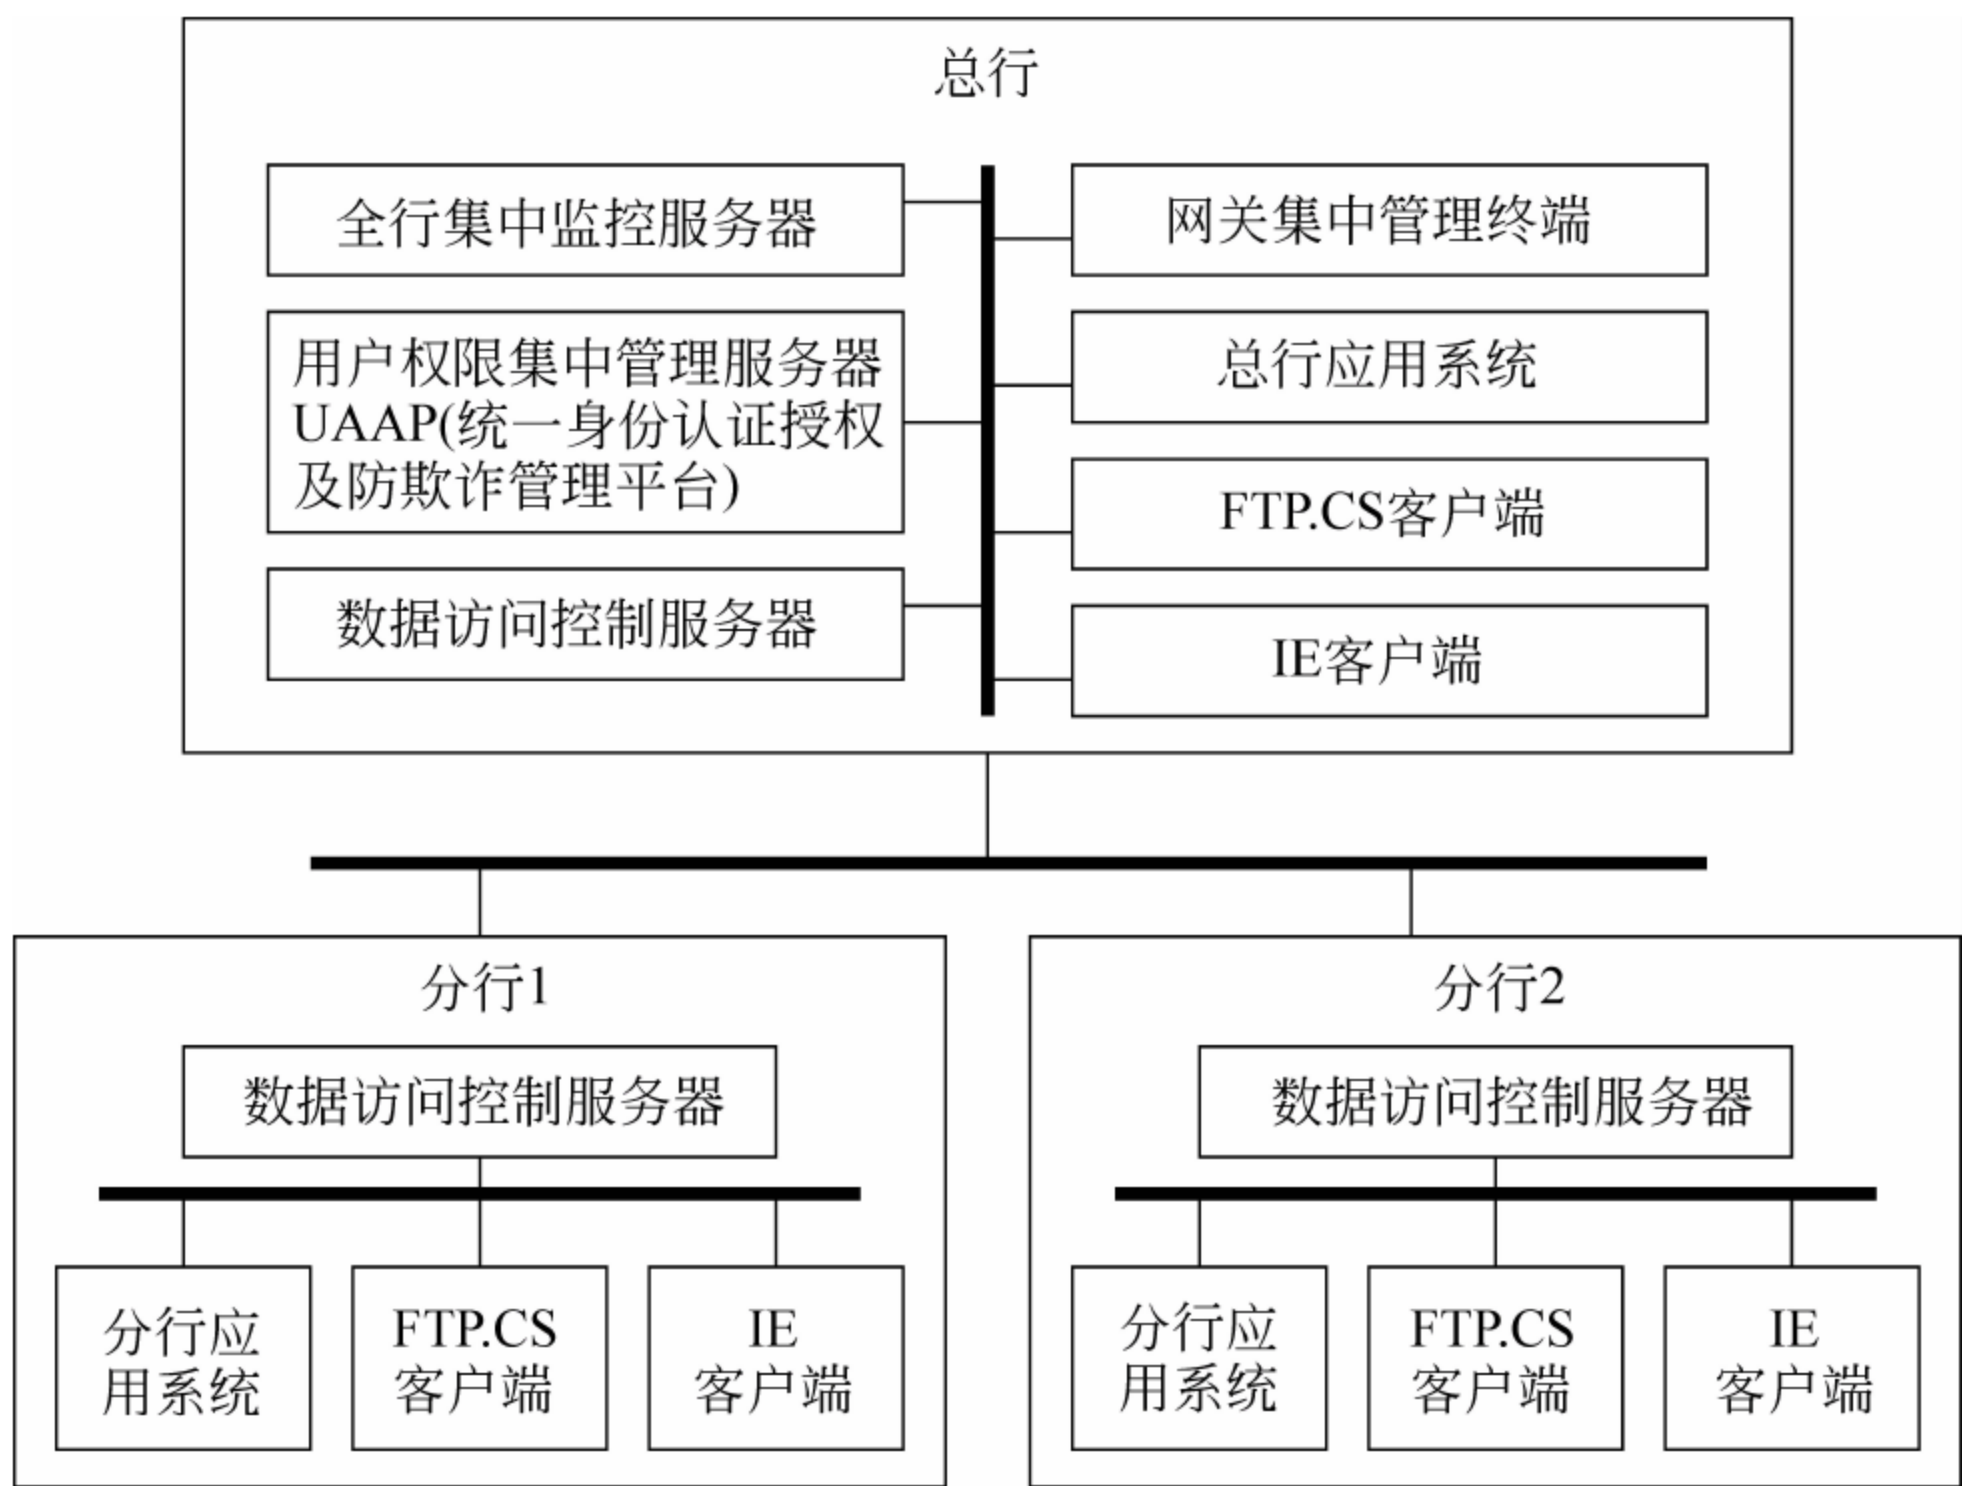 总行
全行集中监控服务器
用户权限集中管理服务器
UAAP(统一身份认证授权
及防欺诈管理平台)
数据访问控制服务器
网关集中管理终端
总行应用系统
FTP.CS客户端
IE客户端
分行1
数据访问控制服务器
分行应
用系统
FTP.CS
客户端
IE
客户端
分行2
数据访问控制服务器
分行应
用系统
FTP.CS
客户端
IE
客户端